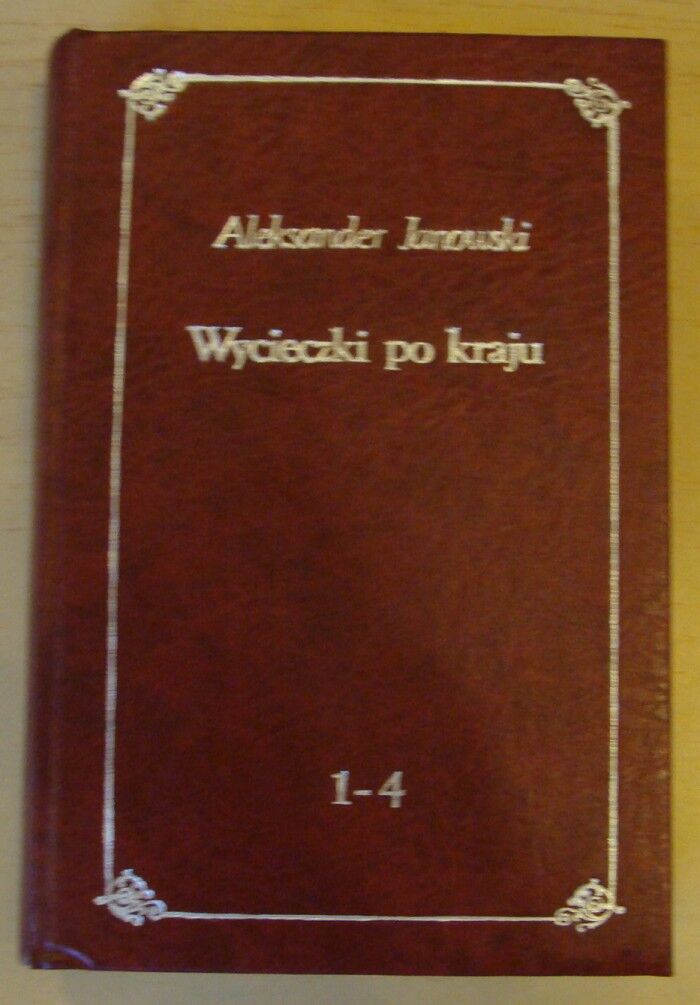 Aleksander Janowski
Wycieczki po kraju
1-4